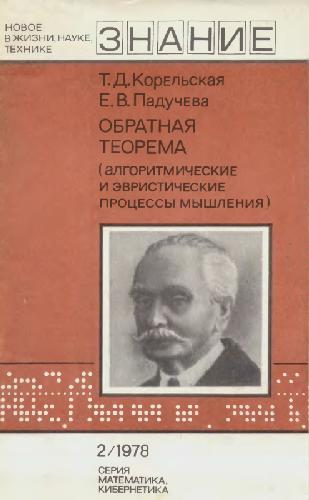 НОВОЕ
В ЖИЗНИ, НАУКЕ,
ТЕХНИКЕ
ЗНАНИЕ
Т.Д.Корельская
Е.В.Падучева
ОБРАТНАЯ
ТЕОРЕМА
(АЛГОРИТМИЧЕСКИЕ
И ЭВРИСТИЧЕСКИЕ
ПРОЦЕССЫ МЫШЛЕНИЯ)
2/1978
СЕРИЯ
МАТЕМАТИКА,
КИБЕРНЕТИКА